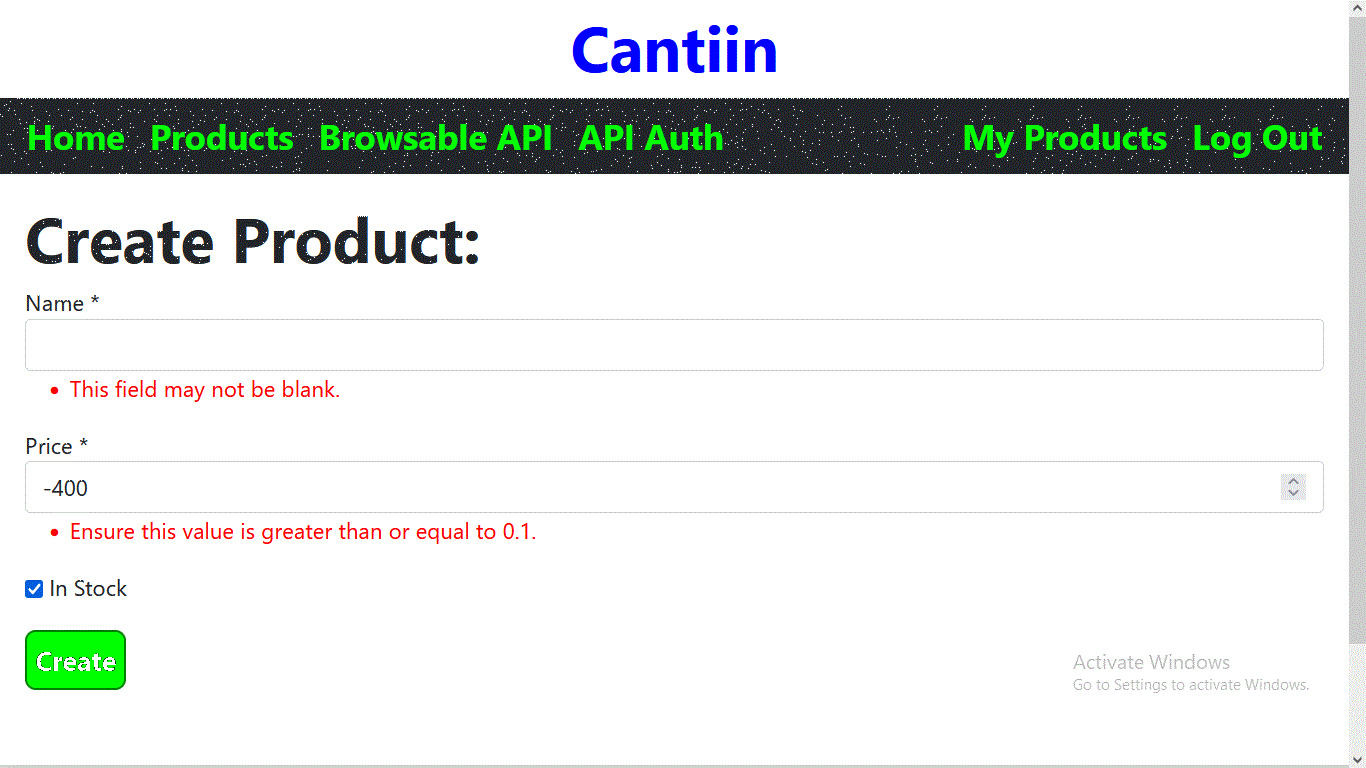 Cantiin
Home Products Browsable API API Auth My Products Log Out
Create Product:
Name *
This field may not be blank.
Price *
-400
Ensure this value is greater than or equal to 0.1.
In Stock
Create
Activate Windows
Go to Settings to activate Windows.